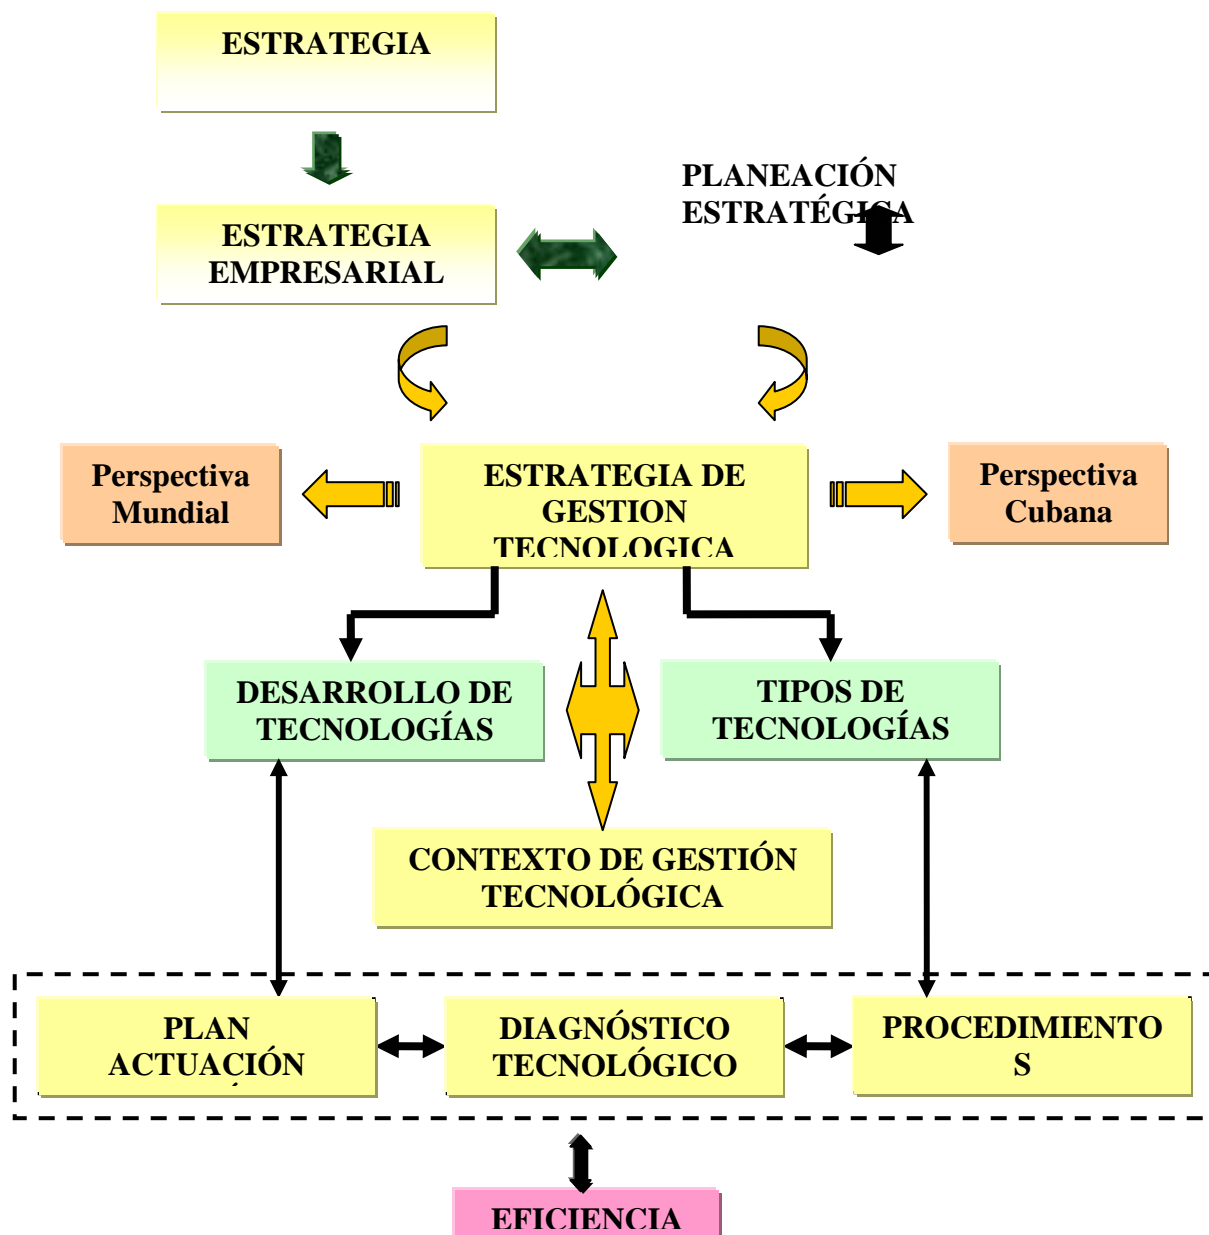 ESTRATEGIA
PLANEACIÓN
ESTRATÉGICA
ESTRATEGIA
EMPRESARIAL
Perspectiva
Mundial
ESTRATEGIA DE
GESTION
TECNOLOGICA
Perspectiva
Cubana
DESARROLLO DE
TECNOLOGÍAS
TIPOS DE
TECNOLOGÍAS
CONTEXTO DE GESTIÓN
TECNOLÓGICA
PLAN
ACTUACIÓN
DIAGNÓSTICO
TECNOLÓGICO
PROCEDIMIENTO
S
EFICIENCIA